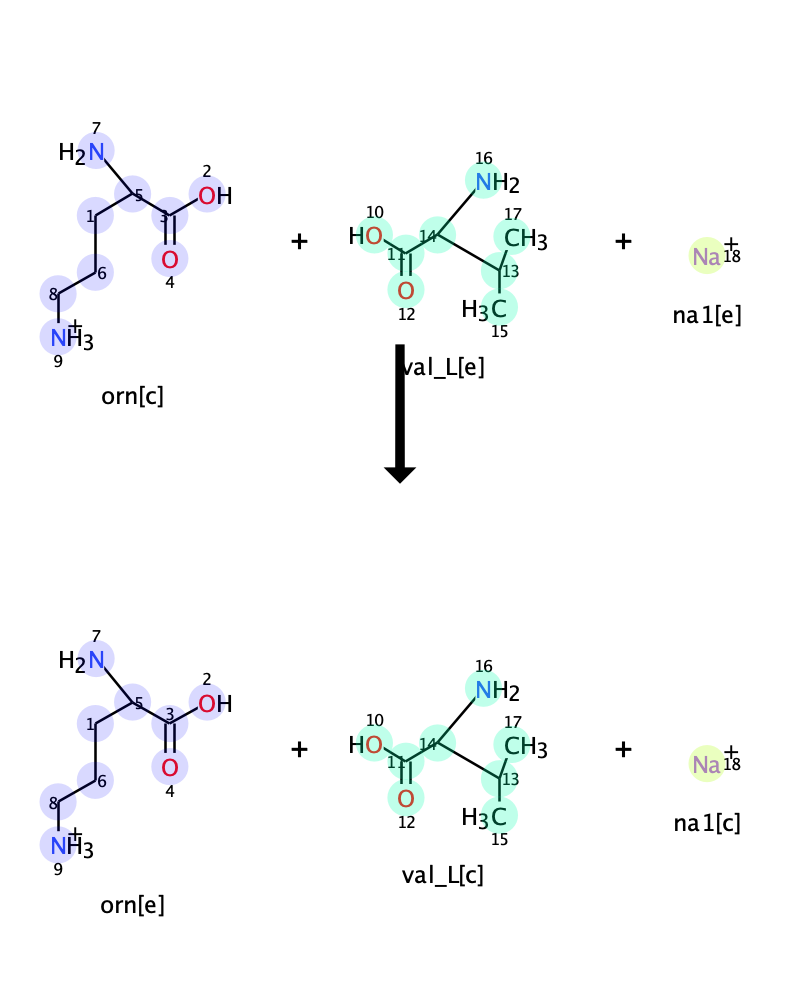 7
H2N
2
5
OH
1
3
O
4
6
8
NH3+
9
orn[c]
+
16
NH2
10
HO
14
17
CH3
11
13
O
12
H3C
15
val_L[e]
+
Na+
18
na1[e]
7
H2N
2
5
OH
1
3
O
4
6
8
NH3+
9
orn[e]
+
16
NH2
10
HO
14
17
CH3
11
13
O
12
H3C
15
val_L[c]
+
Na+
18
na1[c]